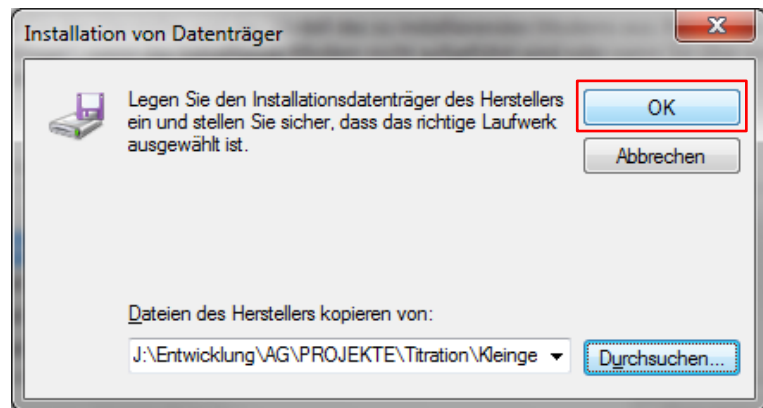 Installation von Datenträger
Legen Sie den Installationsdatenträger des Herstellers
ein und stellen Sie sicher, dass das richtige Laufwerk
ausgewählt ist.
OK
Abbrechen
Dateien des Herstellers kopieren von:
J:\Entwicklung\AG\PROJEKTE\Titration\Kleinge
Durchsuchen...